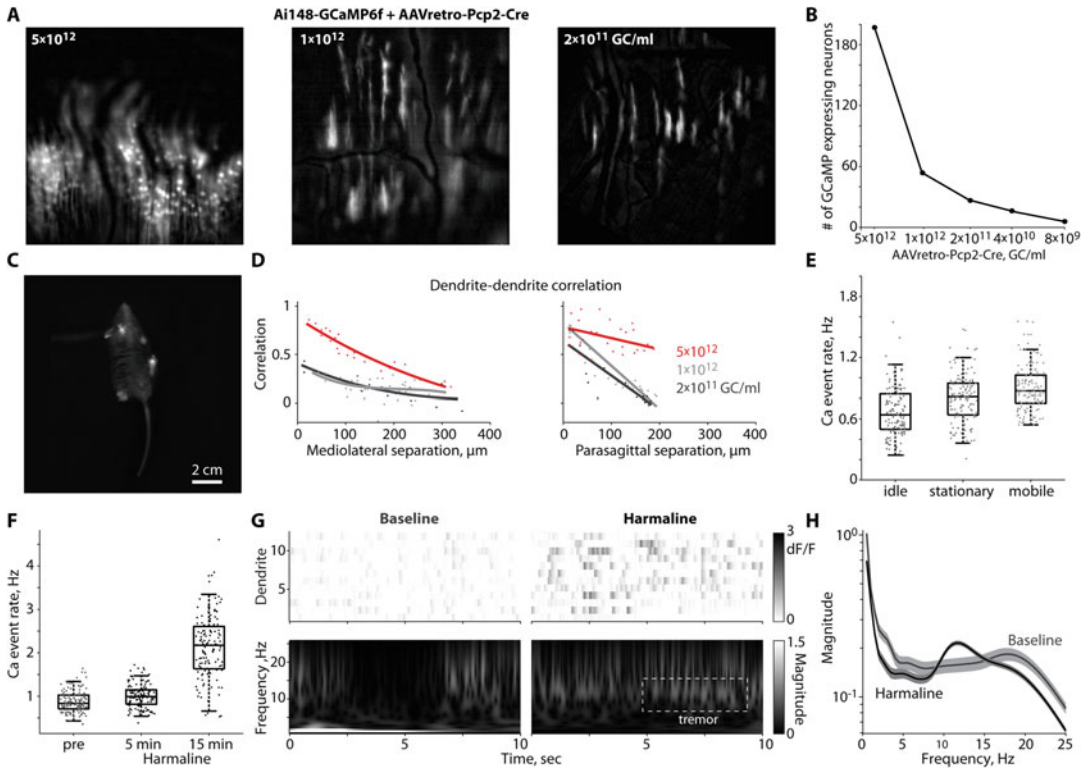 A
Ai148-GCaMP6f + AAVretro-Pcp2-Cre
5×10¹²
1×10¹²
2×10¹¹ GC/ml
B
# of GCaMP expressing neurons
180
120
60
0
5×10¹² 1×10¹² 2×10¹¹ 4×10¹⁰ 8×10⁹
AAVretro-Pcp2-Cre, GC/ml
C
2 cm
D
Dendrite-dendrite correlation
Correlation
1
0.5
0
0 100 200 300 400
Mediolateral separation, μm
5×10¹²
1×10¹²
2×10¹¹ GC/ml
0 100 200 300 400
Parasagittal separation, μm
E
Ca event rate, Hz
1.8
1.2
0.6
0
idle stationary mobile
F
Ca event rate, Hz
4
3
2
1
pre 5 min 15 min
Harmaline
G
Baseline Harmaline
Dendrite
10
5
3
dF/F
0
Frequency ,Hz
20
10
0
tremor
1.5
Magnitude
0
0 5 10
0 5 10
Time, sec
H
Magnitude
10⁰
10⁻¹
Baseline
Harmaline
0 5 10 15 20 25
Frequency, Hz